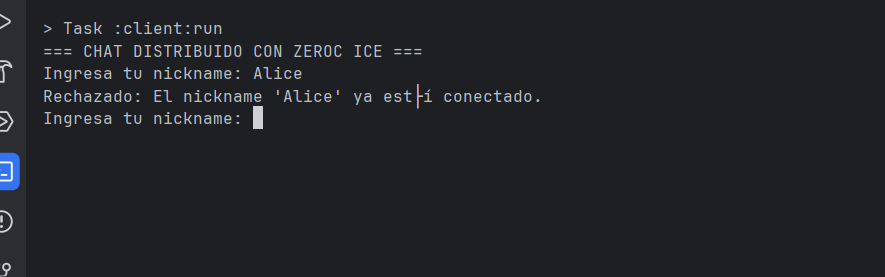 > Task :client:run
=== CHAT DISTRIBUIDO CON ZEROC ICE ===
Ingresa tu nickname: Alice
Rechazado: El nickname 'Alice' ya est├í conectado.
Ingresa tu nickname: